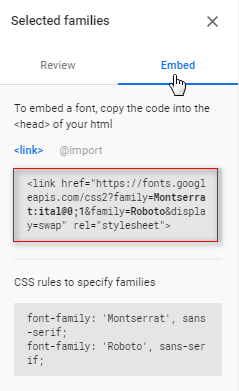 Selected families
Review
Embed
To embed a font, copy the code into the
<head> of your html
<link>
@import
<link href="https://fonts.googl
eapis.com/css2?family=Montserra
t:ital@0;1&family=Roboto&displa
y=swap" rel="stylesheet">
CSS rules to specify families
font-family: 'Montserrat', sans
-serif;
font-family: 'Roboto', sans-ser
if;